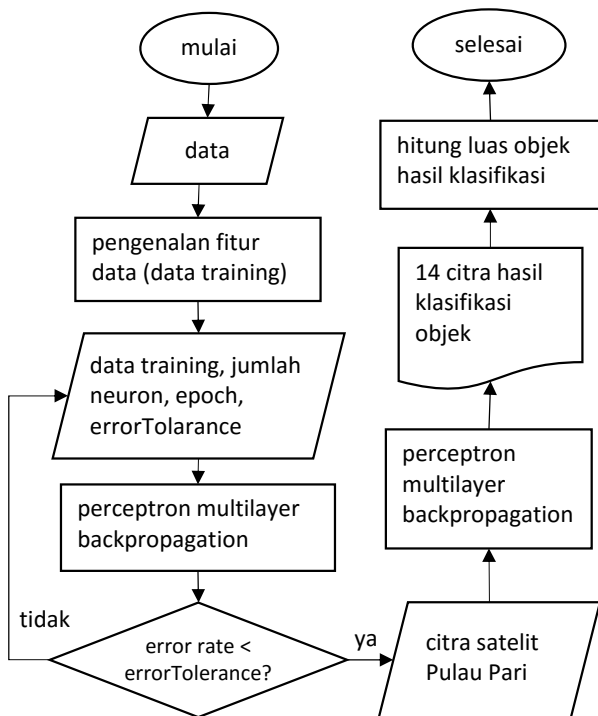 mulai
data
pengenalan fitur
data (data training)
data training, jumlah
neuron, epoch,
errorTolarance
perceptron multilayer
backpropagation
error rate <
errorTolerance?
tidak
ya
citra satelit
Pulau Pari
perceptron
multilayer
backpropagation
14 citra hasil
klasifikasi
objek
hitung luas objek
hasil klasifikasi
selesai